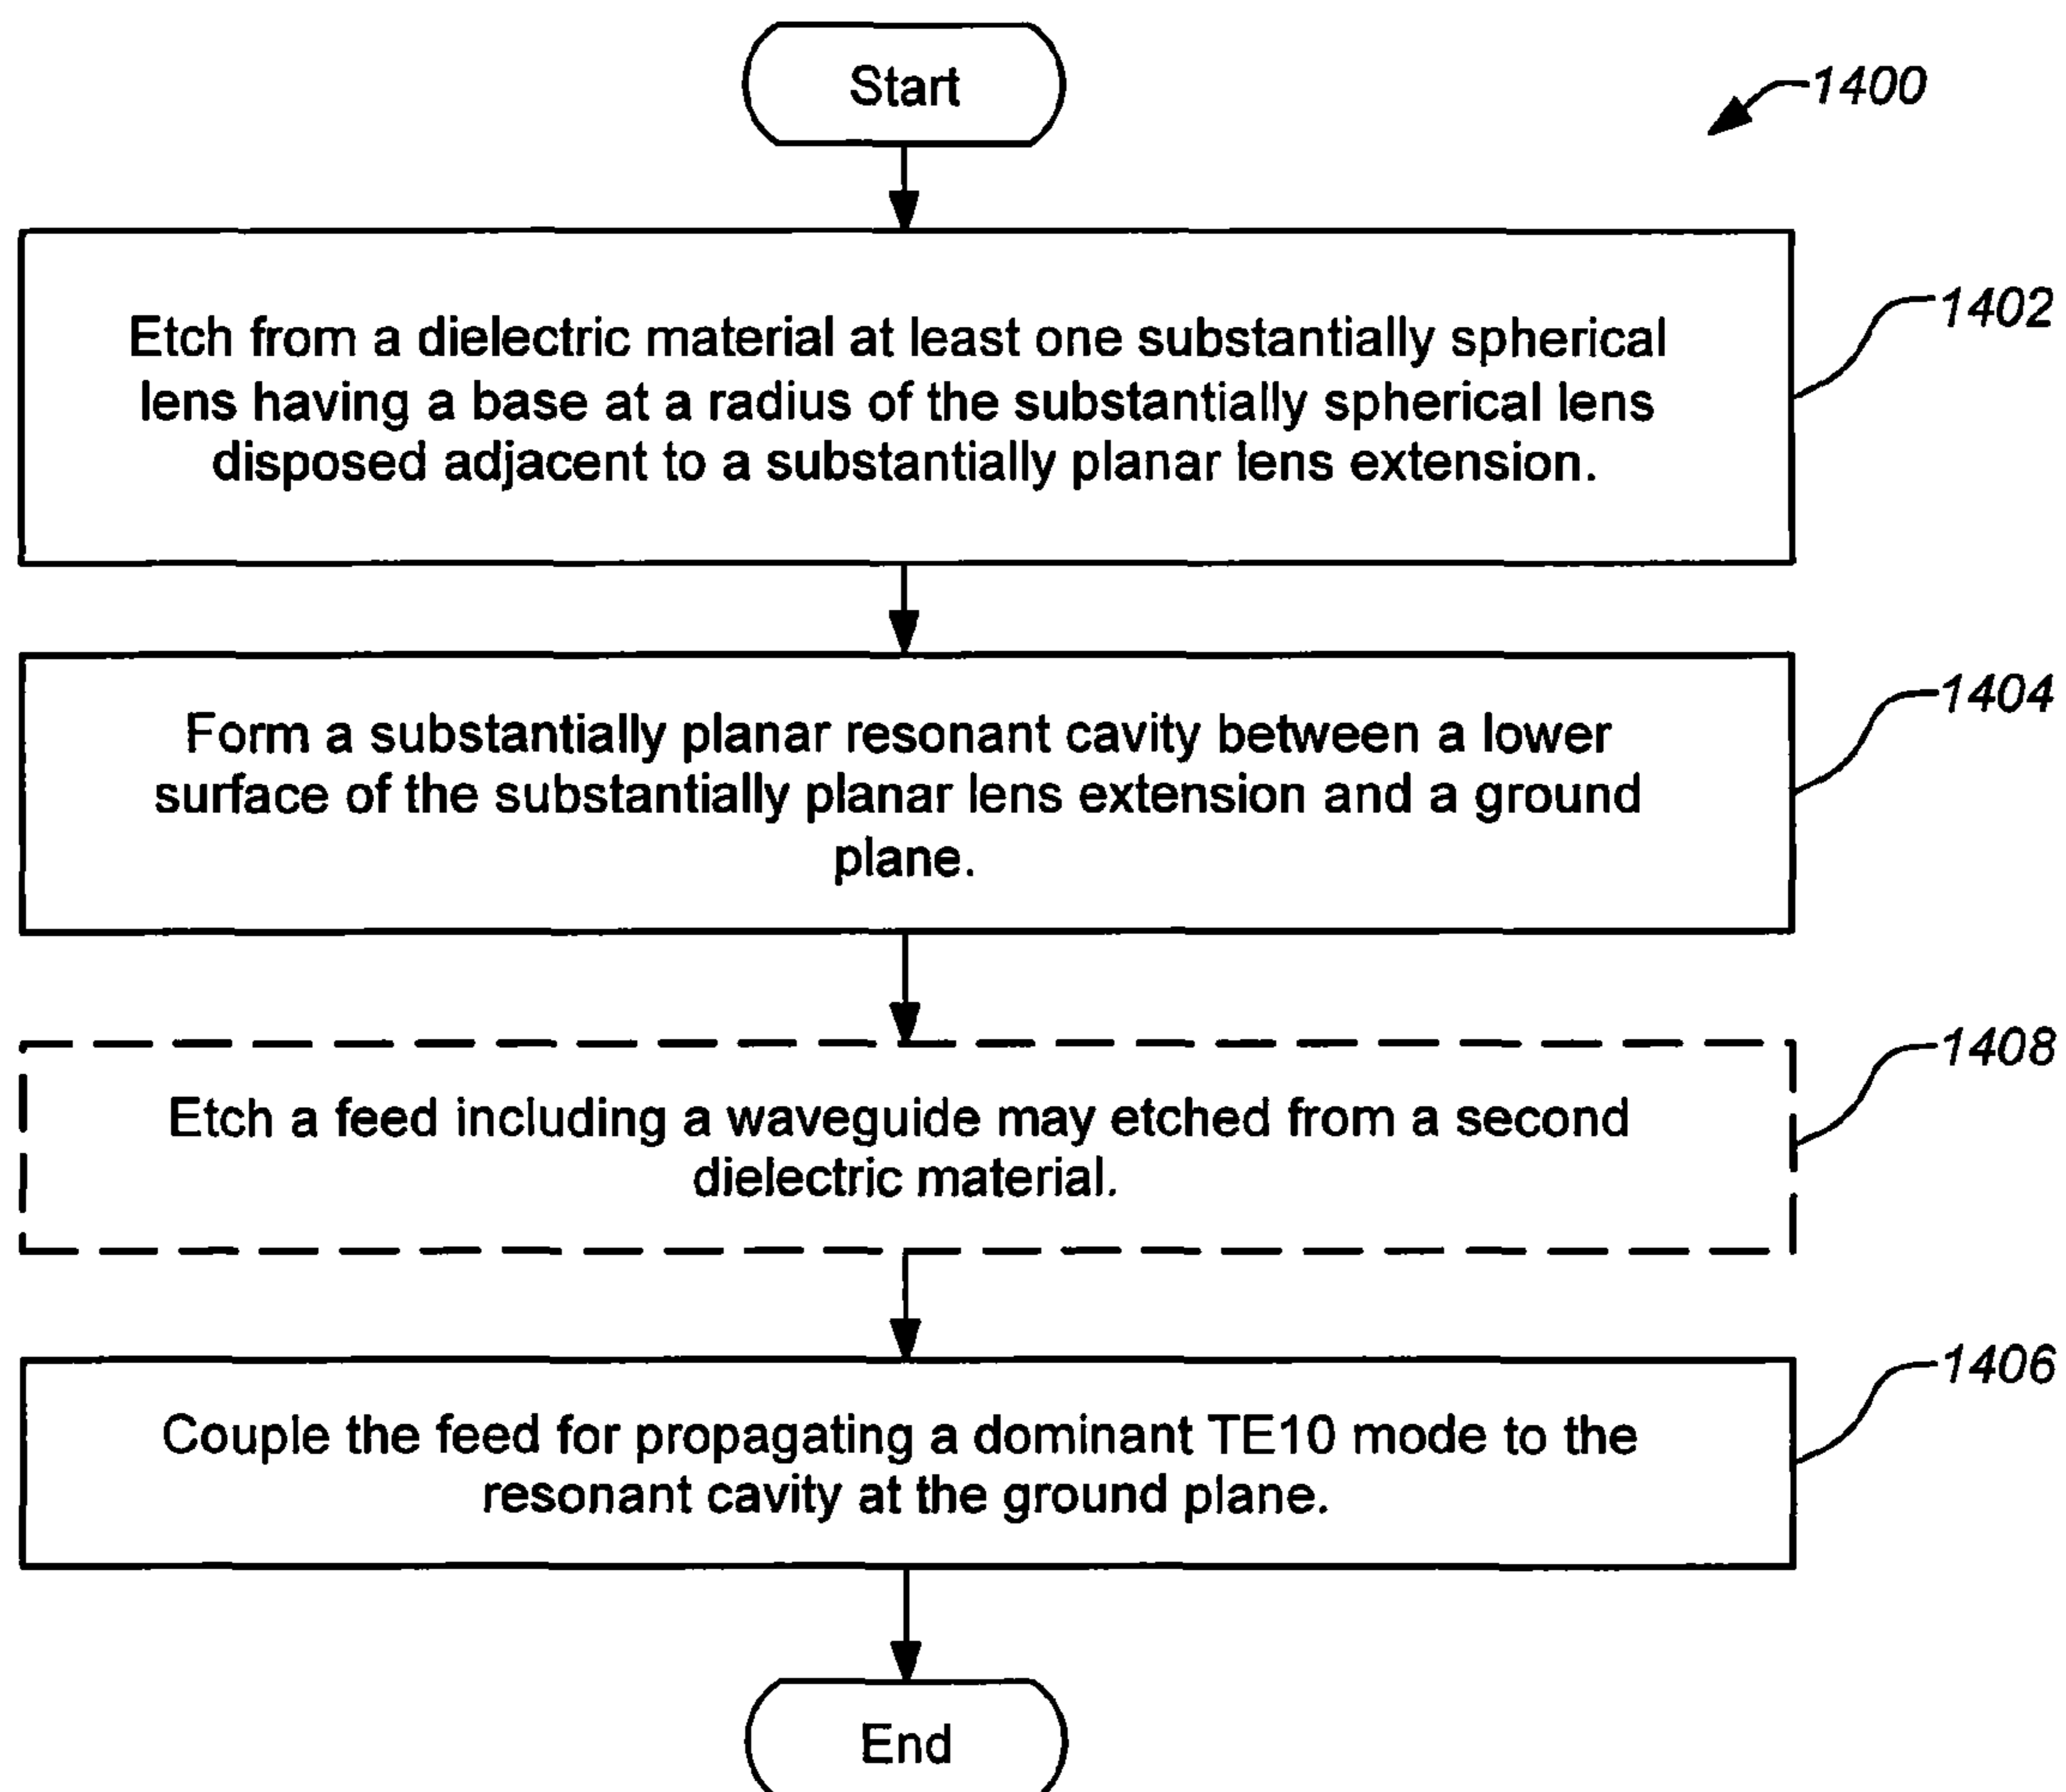 Start
1400
Etch from a dielectric material at least one substantially spherical
lens having a base at a radius of the substantially spherical lens
disposed adjacent to a substantially planar lens extension.
1402
Form a substantially planar resonant cavity between a lower
surface of the substantially planar lens extension and a ground
plane.
1404
Etch a feed including a waveguide may etched from a second
dielectric material.
1408
Couple the feed for propagating a dominant TE10 mode to the
resonant cavity at the ground plane.
1406
End